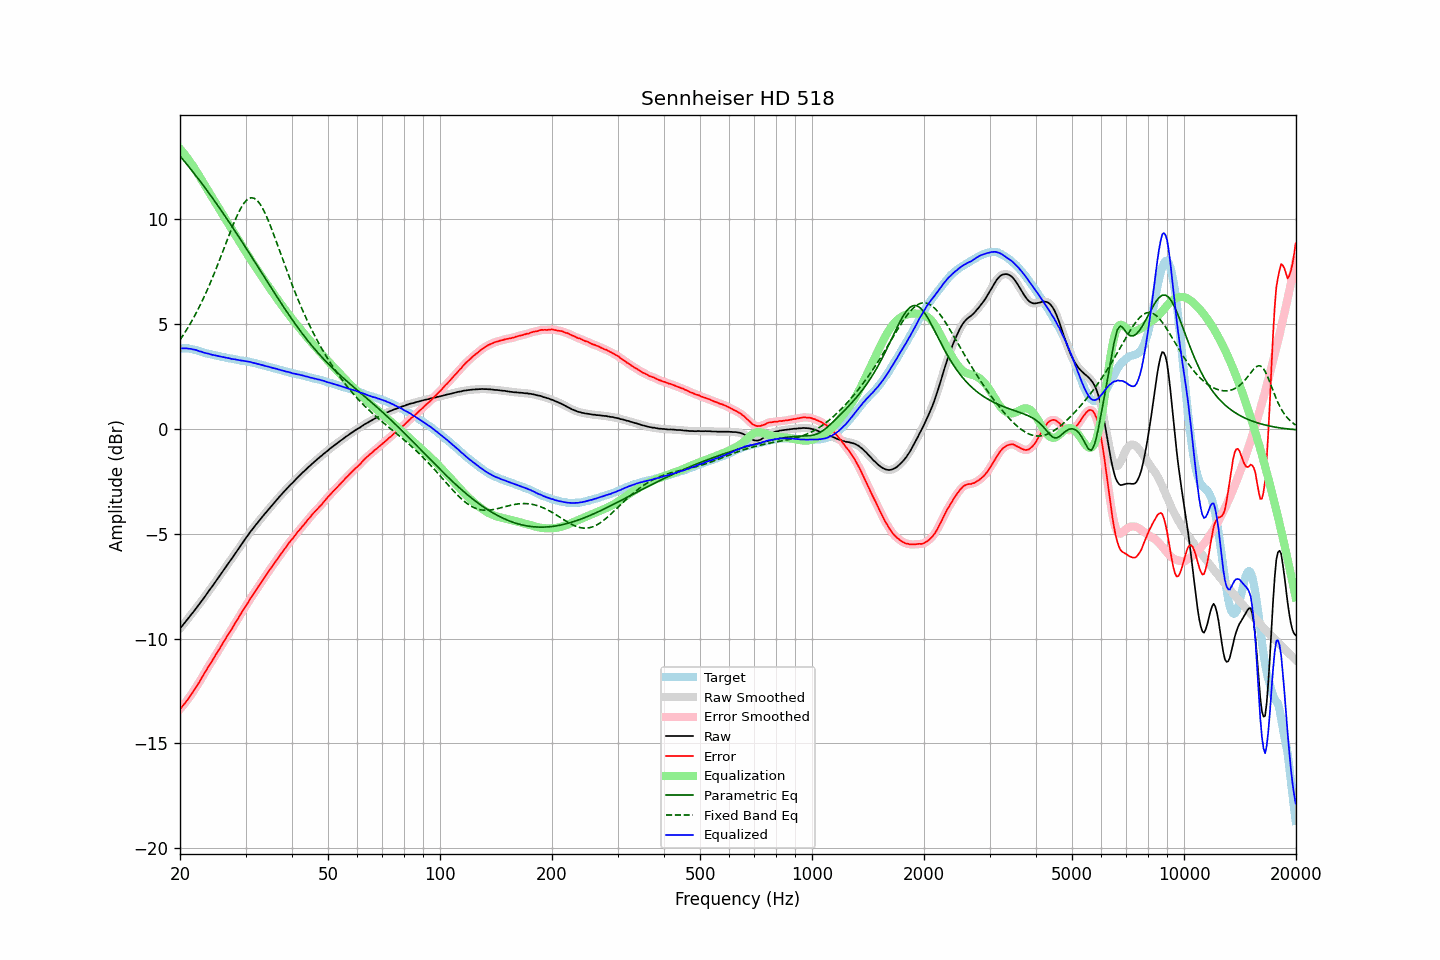 Sennheiser HD 518
Amplitude (dBr)
10
5
0
−5
−10
−15
−20
Target
Raw Smoothed
Error Smoothed
Raw
Error
Equalization
Parametric Eq
Fixed Band Eq
Equalized
20 50 100 200 500 1000 2000 5000 10000 20000
Frequency (Hz)